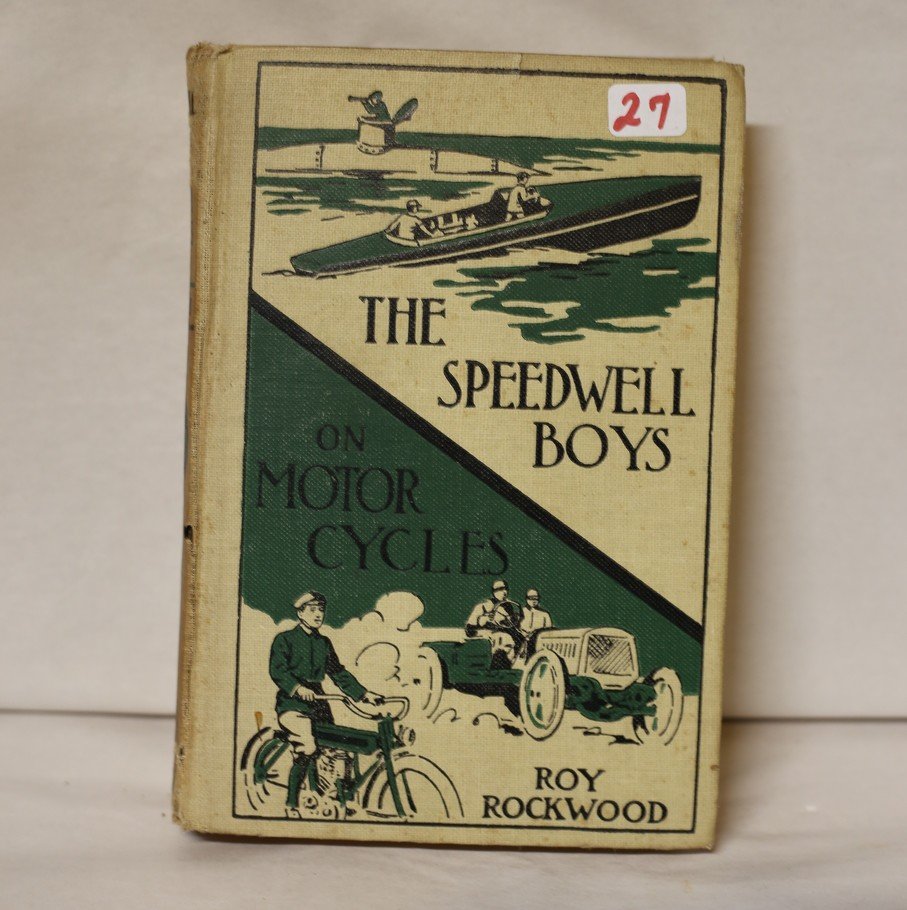 27
THE
SPEEDWELL
BOYS
ON
MOTOR
CYCLES
ROY
ROCKWOOD